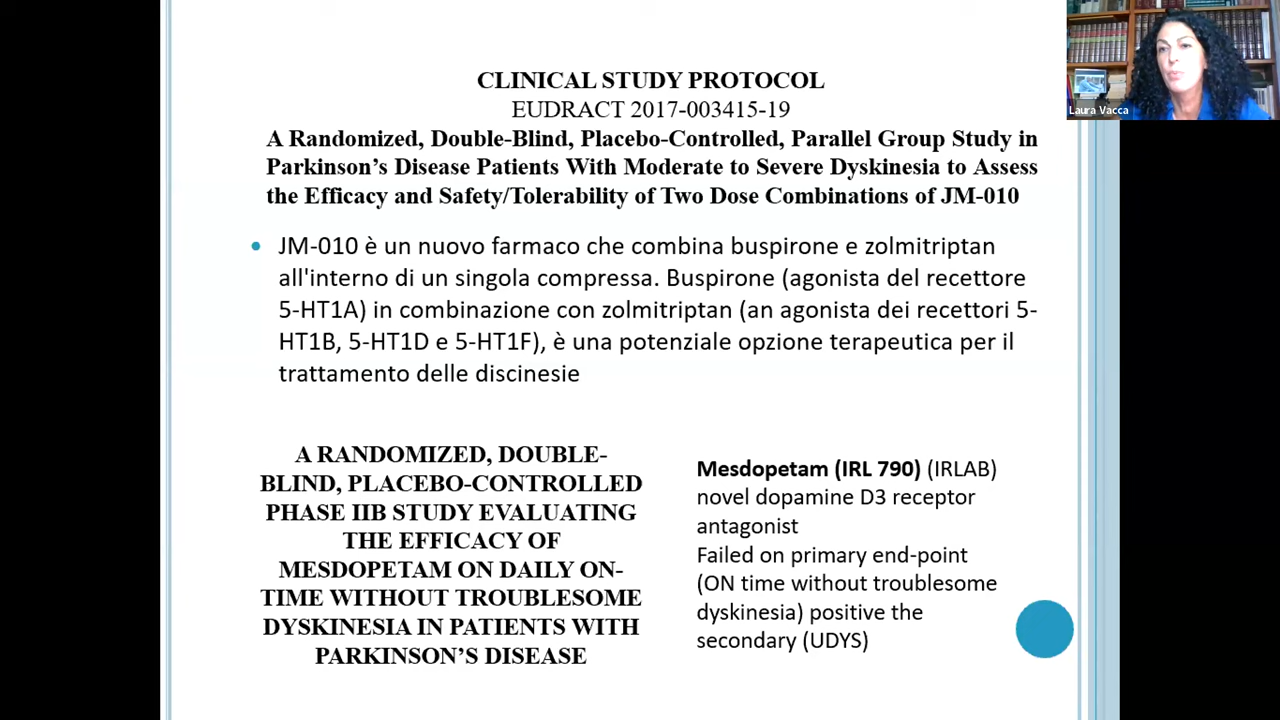 CLINICAL STUDY PROTOCOL
EUDRACT 2017-003415-19
A Randomized, Double-Blind, Placebo-Controlled, Parallel Group Study in
Parkinson's Disease Patients With Moderate to Severe Dyskinesia to Assess
the Efficacy and Safety/Tolerability of Two Dose Combinations of JM-010
Laura Vacca
• JM-010 è un nuovo farmaco che combina buspirone e zolmitriptan
all'interno di un singola compressa. Buspirone (agonista del recettore
5-HT1A) in combinazione con zolmitriptan (an agonista dei recettori 5-
HT1B, 5-HT1D e 5-HT1F), è una potenziale opzione terapeutica per il
trattamento delle discinesie
A RANDOMIZED, DOUBLE-
BLIND, PLACEBO-CONTROLLED
PHASE IIB STUDY EVALUATING
THE EFFICACY OF
MESDOPETAM ON DAILY ON-
TIME WITHOUT TROUBLESOME
DYSKINESIA IN PATIENTS WITH
PARKINSON'S DISEASE
Mesdopetam (IRL 790) (IRLAB)
novel dopamine D3 receptor
antagonist
Failed on primary end-point
(ON time without troublesome
dyskinesia) positive the
secondary (UDYS)